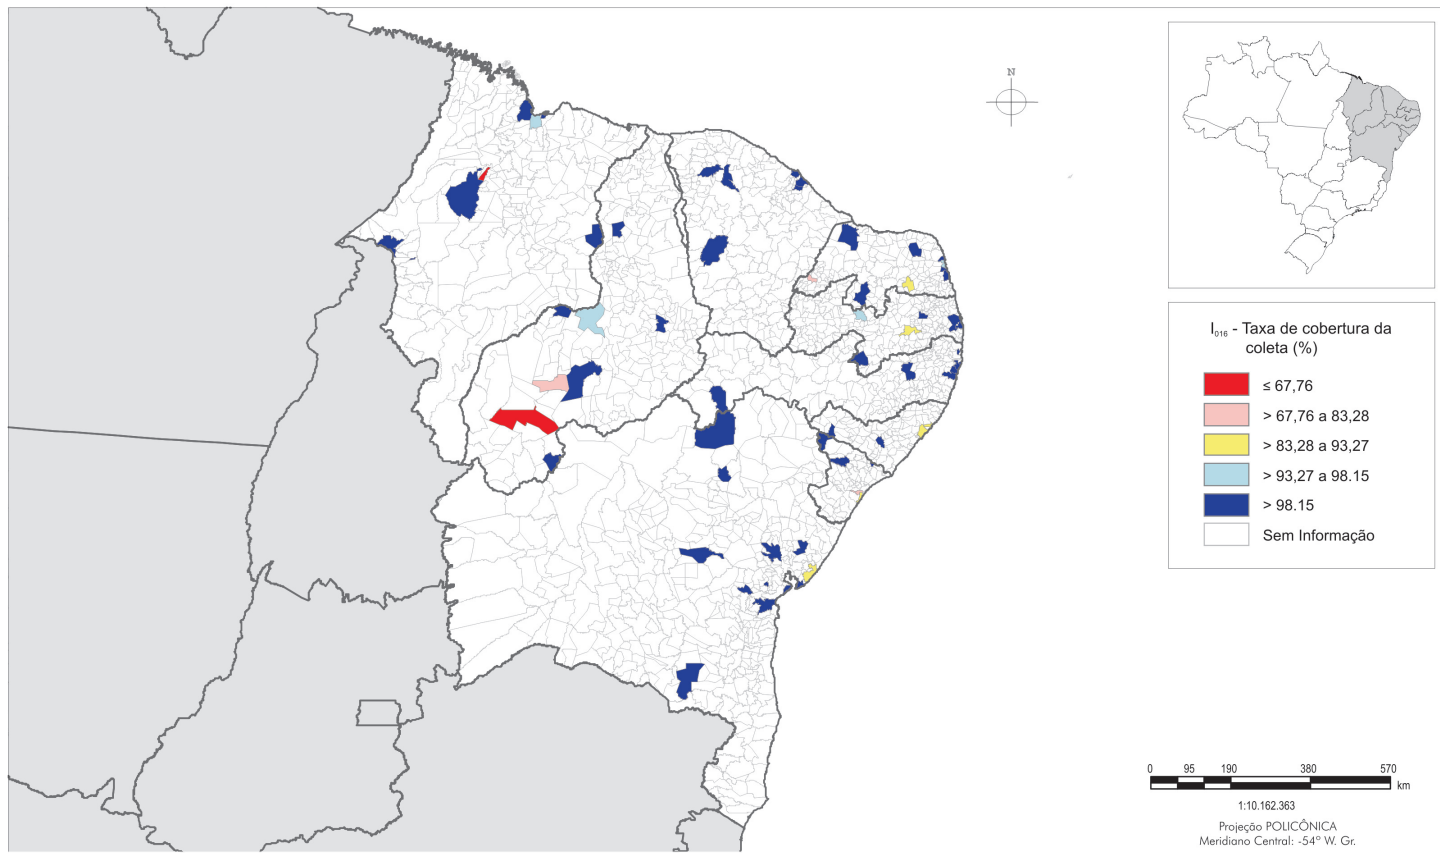 N
I016 - Taxa de cobertura da
coleta (%)
≤ 67,76
> 67,76 a 83,28
> 83,28 a 93,27
> 93,27 a 98.15
> 98.15
Sem Informação
0 95 190 380 570
km
1:10.162.363
Projeção POLICÔNICA
Meridiano Central: -54º W. Gr.